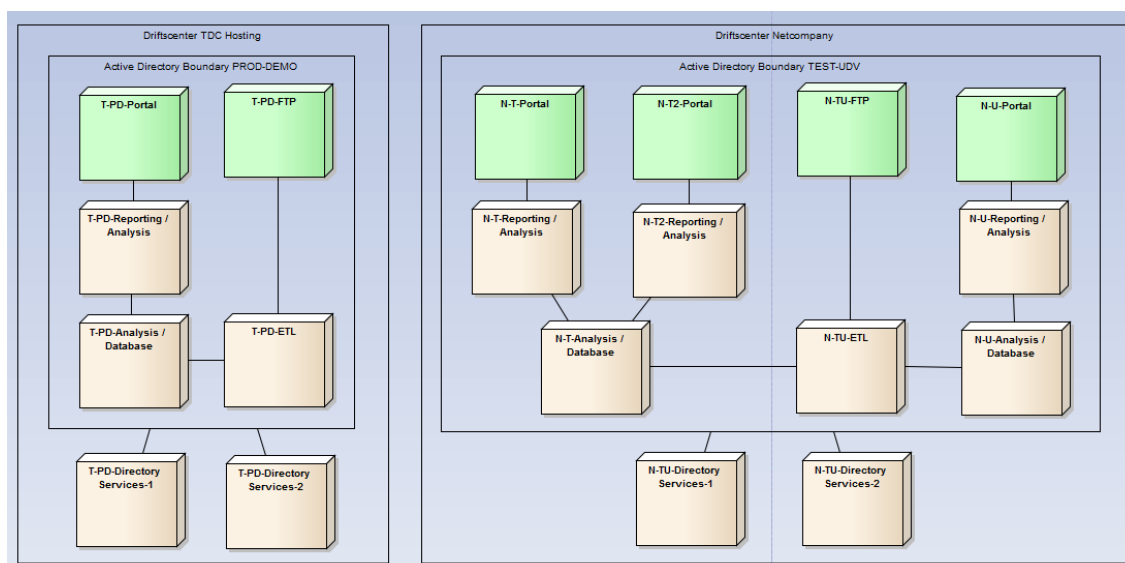 Driftscenter TDC Hosting
Active Directory Boundary PROD-DEMO
T-PD-Portal
T-PD-FTP
T-PD-Reporting /
Analysis
T-PD-Analysis /
Database
T-PD-ETL
T-PD-Directory
Services-1
T-PD-Directory
Services-2
Driftscenter Netcompany
Active Directory Boundary TEST-UDV
N-T-Portal
N-T2-Portal
N-TU-FTP
N-U-Portal
N-T-Reporting /
Analysis
N-T2-Reporting /
Analysis
N-U-Reporting /
Analysis
N-T-Analysis /
Database
N-TU-ETL
N-U-Analysis /
Database
N-TU-Directory
Services-1
N-TU-Directory
Services-2